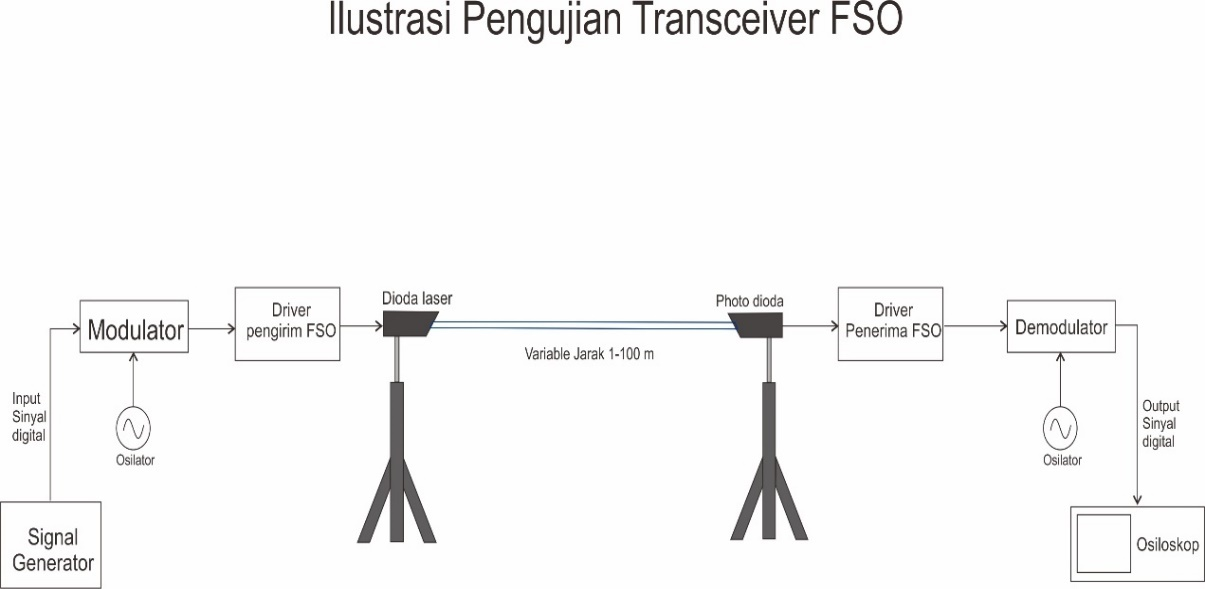 Ilustrasi Pengujian Transceiver FSO
Modulator
Driver
pengirim FSO
Dioda laser
Photo dioda
Driver
Penerima FSO
Demodulator
Variable Jarak 1-100 m
Input
Sinyal
digital
Osilator
Osilator
Output
Sinyal
digital
Signal
Generator
Osiloskop